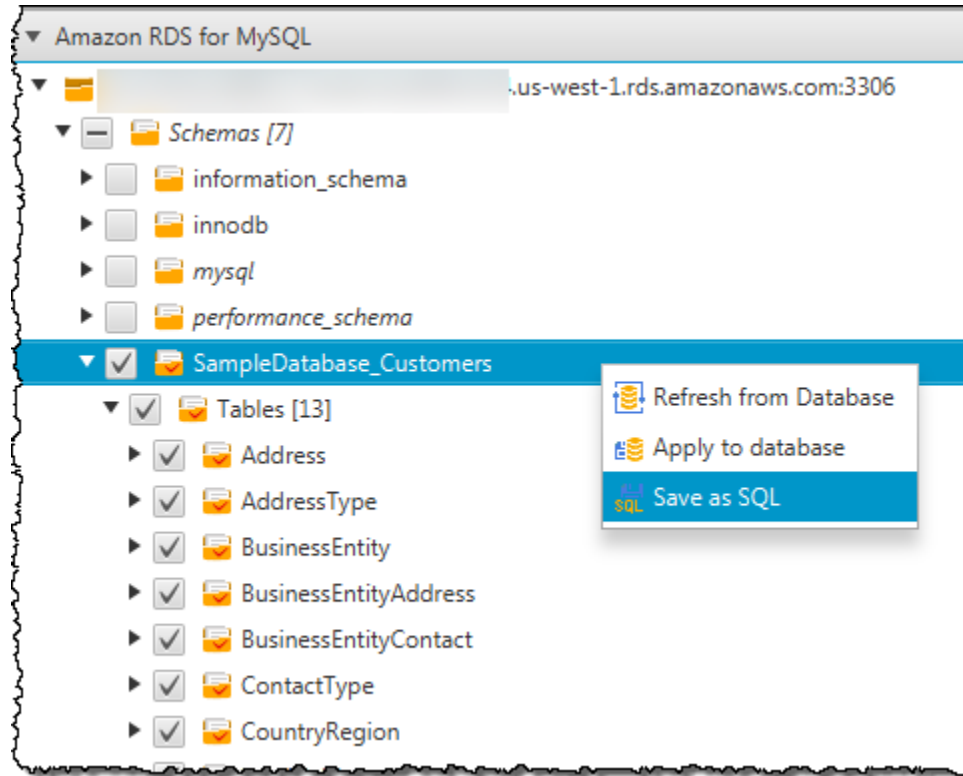 Amazon RDS for MySQL
.us-west-1.rds.amazonaws.com:3306
Schemas [7]
information_schema
innodb
mysql
performance_schema
SampleDatabase_Customers
Refresh from Database
Tables [13]
Apply to database
Address
SQL Save as SQL
AddressType
BusinessEntity
BusinessEntityAddress
BusinessEntityContact
ContactType
CountryRegion